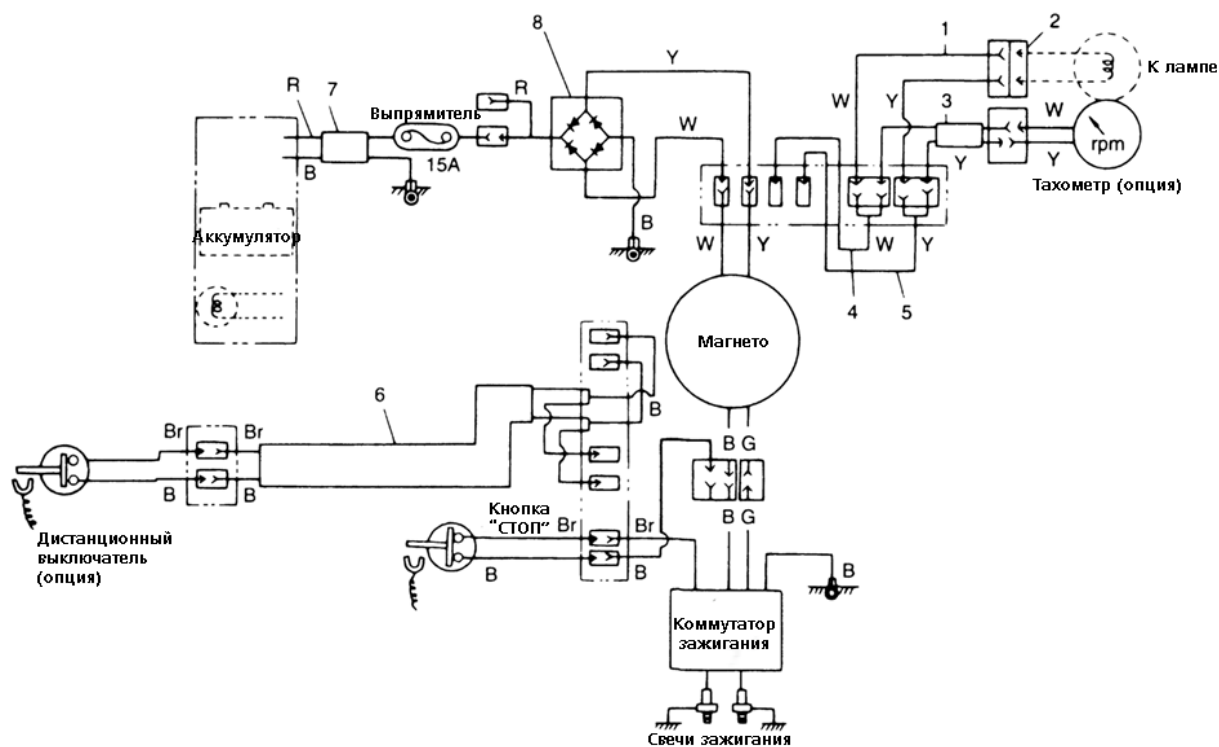 8
1
2
Y
К лампе
R
7
Выпрямитель
R
W
W
Y
3
W
15A
B
Y
Y
rpm
Тахометр (опция)
Аккумулятор
B
W
Y
W
Y
4
5
Магнето
6
B
Br
Br
B
G
B
B
Кнопка
"СТОП"
B
G
Дистанционный
выключатель
(опция)
Br
Br
B
B
B
Коммутатор
зажигания
Свечи зажигания